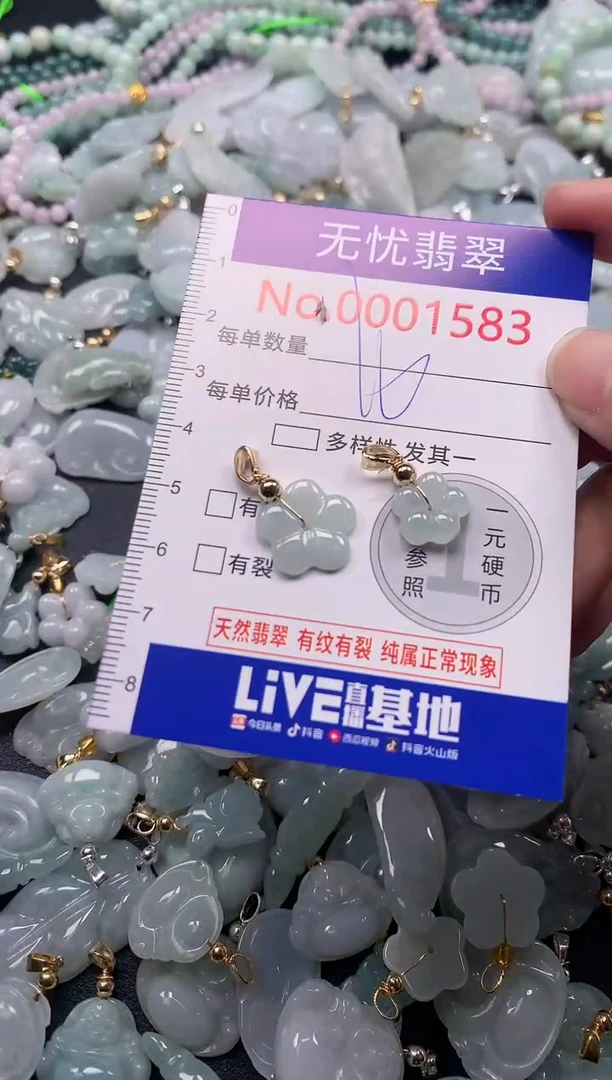 无忧翡翠
No.0001583
每单数量
每单价格
多样性 发其一
有
有裂
一元硬币
参照
1
天然翡翠 有纹有裂 纯属正常现象
LiVE直播基地
今日头条 抖音 西瓜视频 抖音火山版
0
1
2
3
4
5
6
7
8